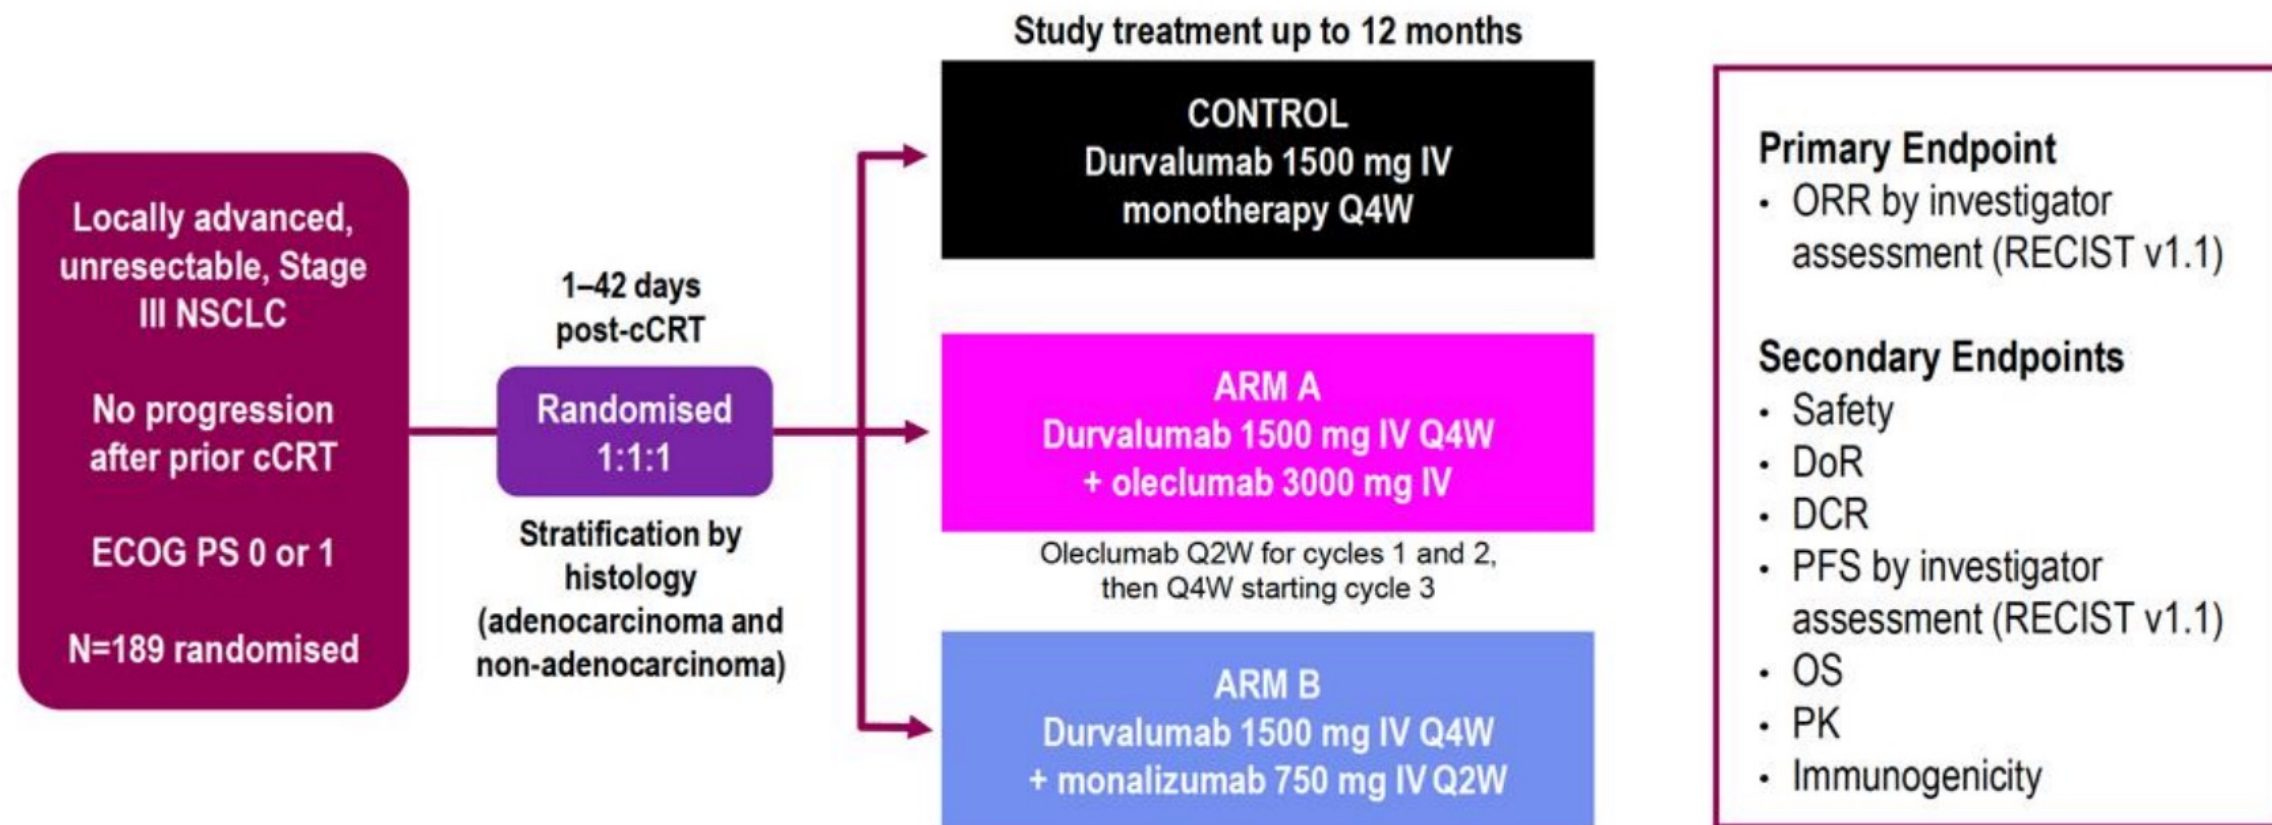 Locally advanced,
unresectable, Stage
III NSCLC
No progression
after prior cCRT
ECOG PS 0 or 1
N=189 randomised
1–42 days
post-cCRT
Randomised
1:1:1
Stratification by
histology
(adenocarcinoma and
non-adenocarcinoma)
Study treatment up to 12 months
CONTROL
Durvalumab 1500 mg IV
monotherapy Q4W
ARM A
Durvalumab 1500 mg IV Q4W
+ oleclumab 3000 mg IV
Oleclumab Q2W for cycles 1 and 2,
then Q4W starting cycle 3
ARM B
Durvalumab 1500 mg IV Q4W
+ monalizumab 750 mg IV Q2W
Primary Endpoint
• ORR by investigator
assessment (RECIST v1.1)
Secondary Endpoints
• Safety
• DoR
• DCR
• PFS by investigator
assessment (RECIST v1.1)
• OS
• PK
• Immunogenicity